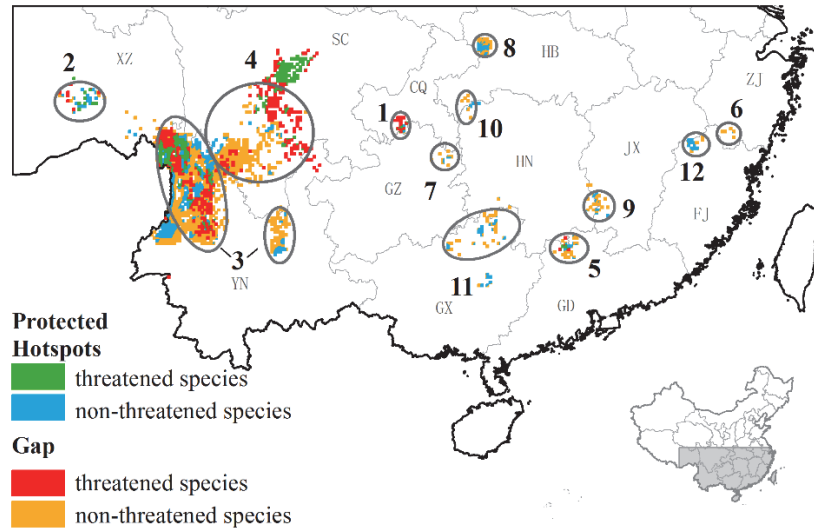 SC
4
2
XZ
8
HB
ZJ
CQ
6
1
10
12
HN
JX
7
GZ
9
FJ
3
5
YN
11
GX
GD
Protected
Hotspots
threatened species
non-threatened species
Gap
threatened species
non-threatened species